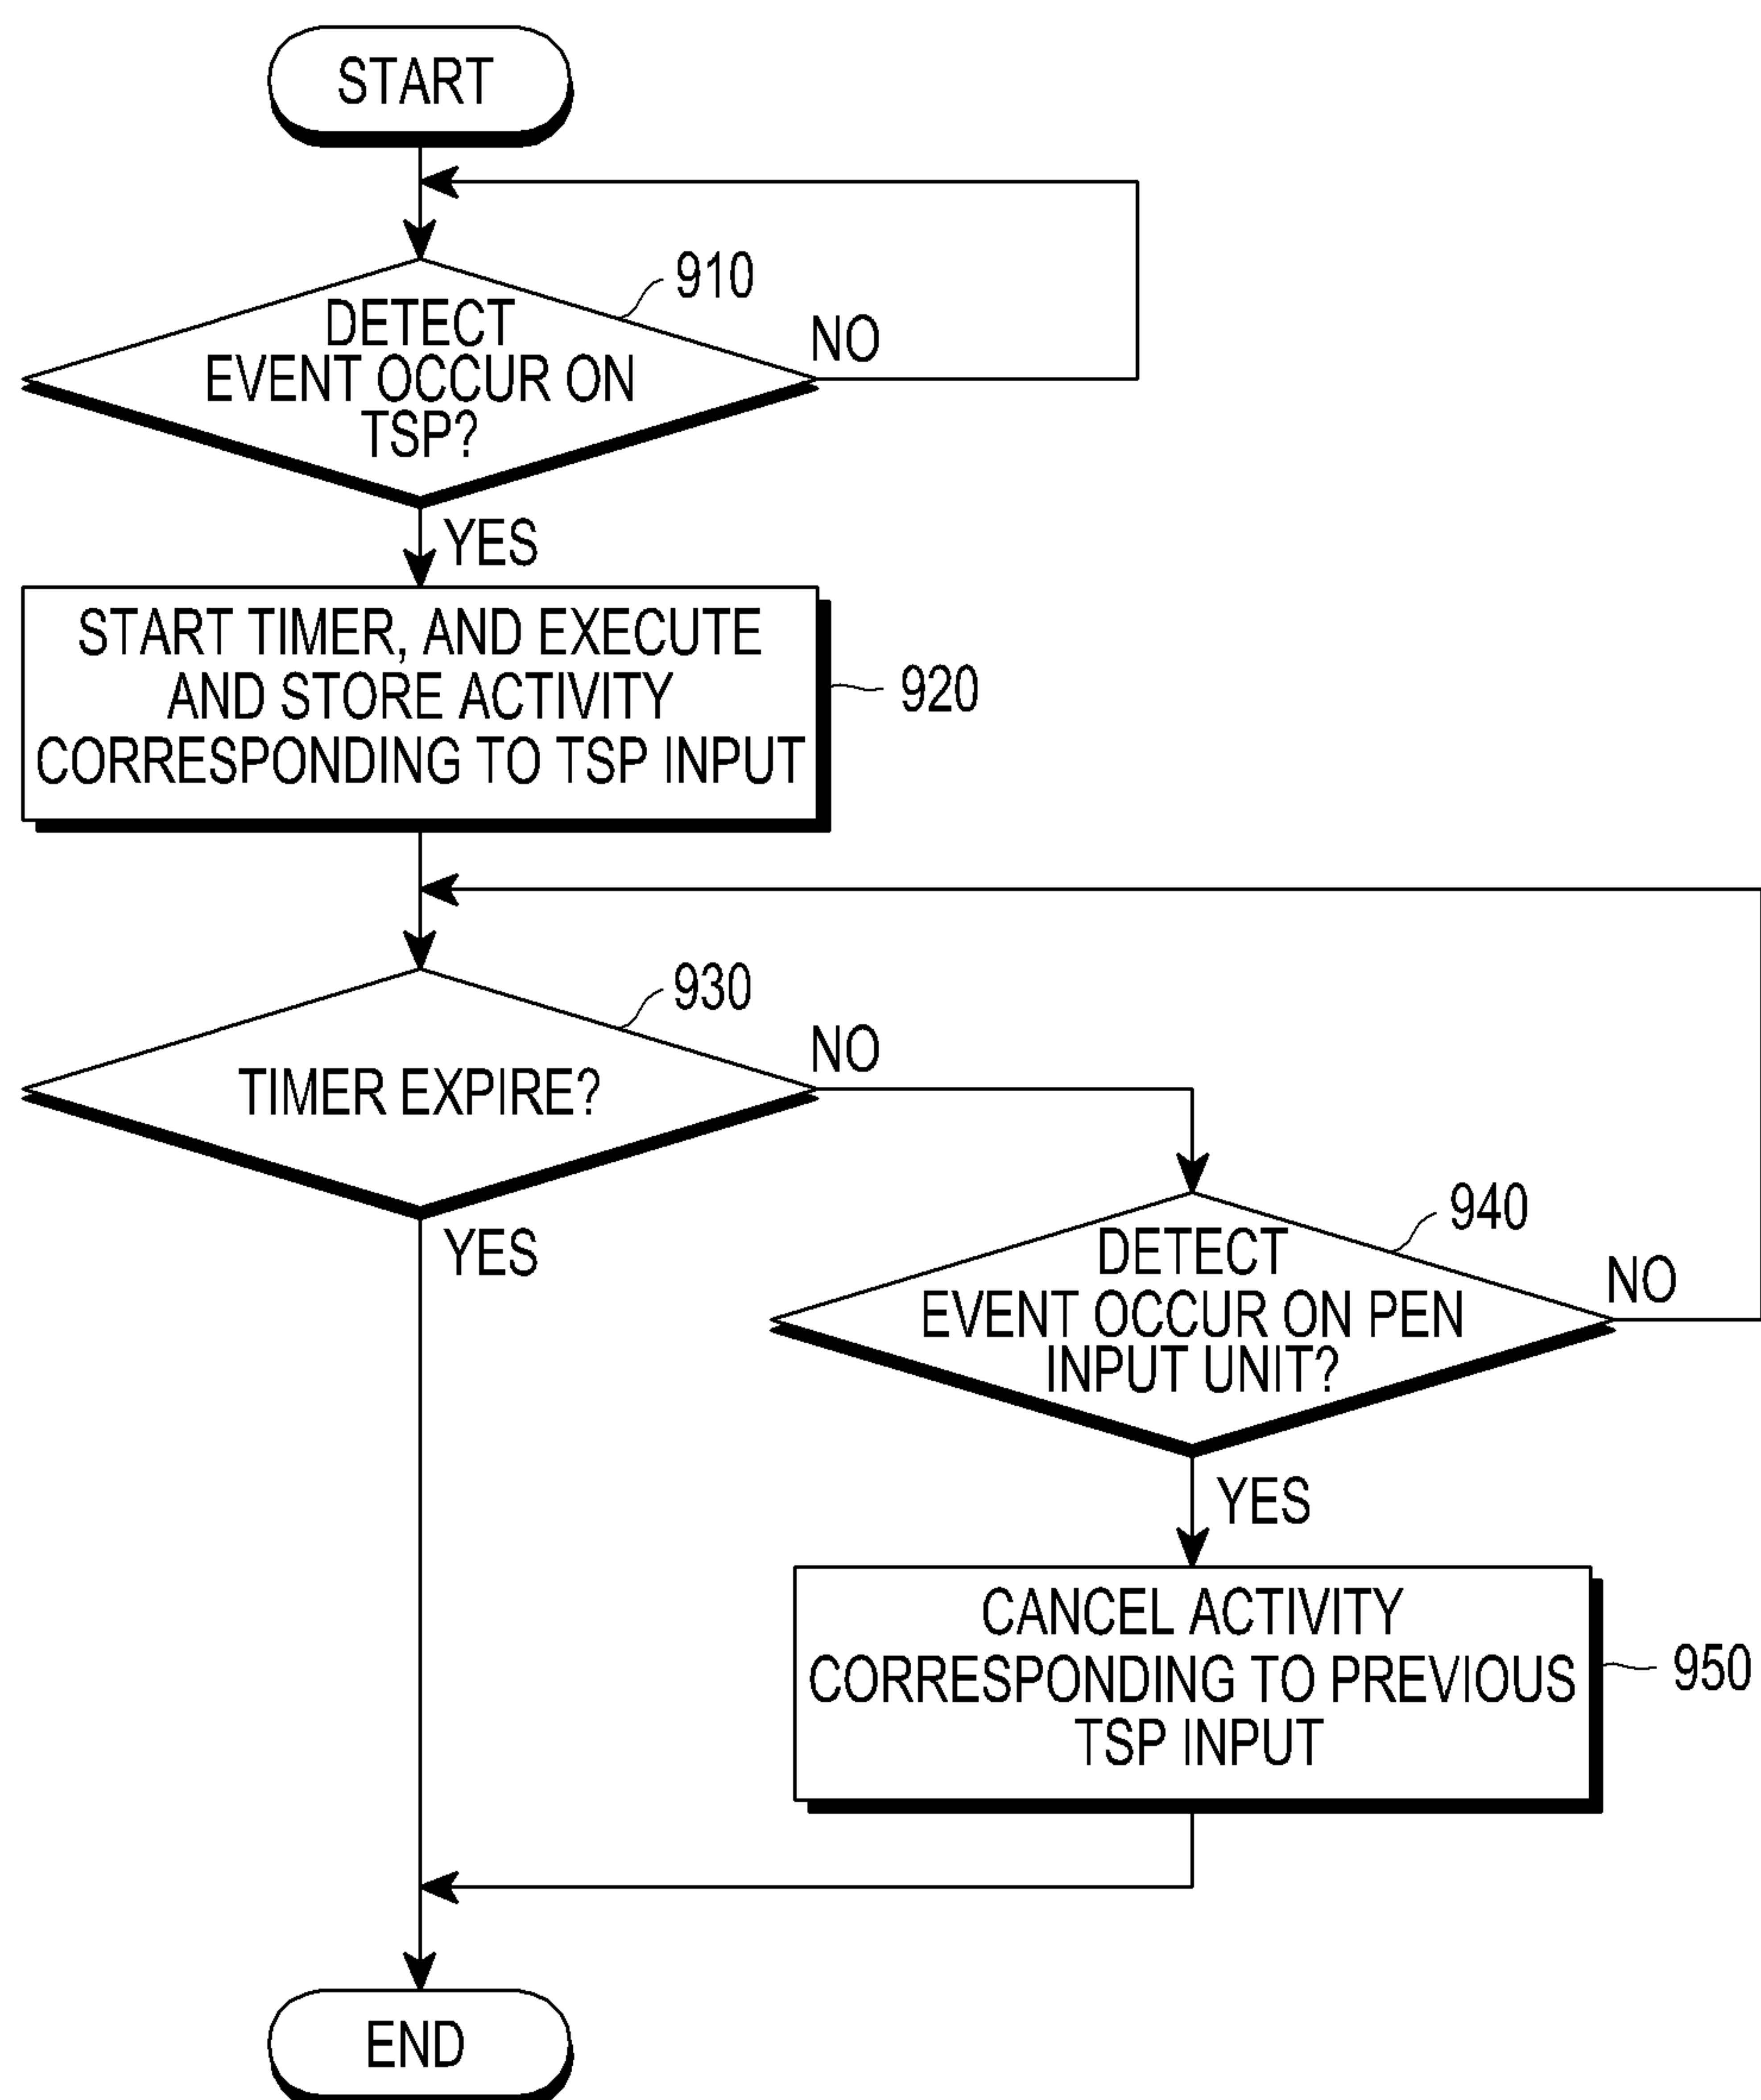 START
910
DETECT
EVENT OCCUR ON
TSP?
NO
YES
START TIMER, AND EXECUTE
AND STORE ACTIVITY
CORRESPONDING TO TSP INPUT
920
930
TIMER EXPIRE?
NO
YES
940
DETECT
EVENT OCCUR ON PEN
INPUT UNIT?
NO
YES
CANCEL ACTIVITY
CORRESPONDING TO PREVIOUS
TSP INPUT
950
END